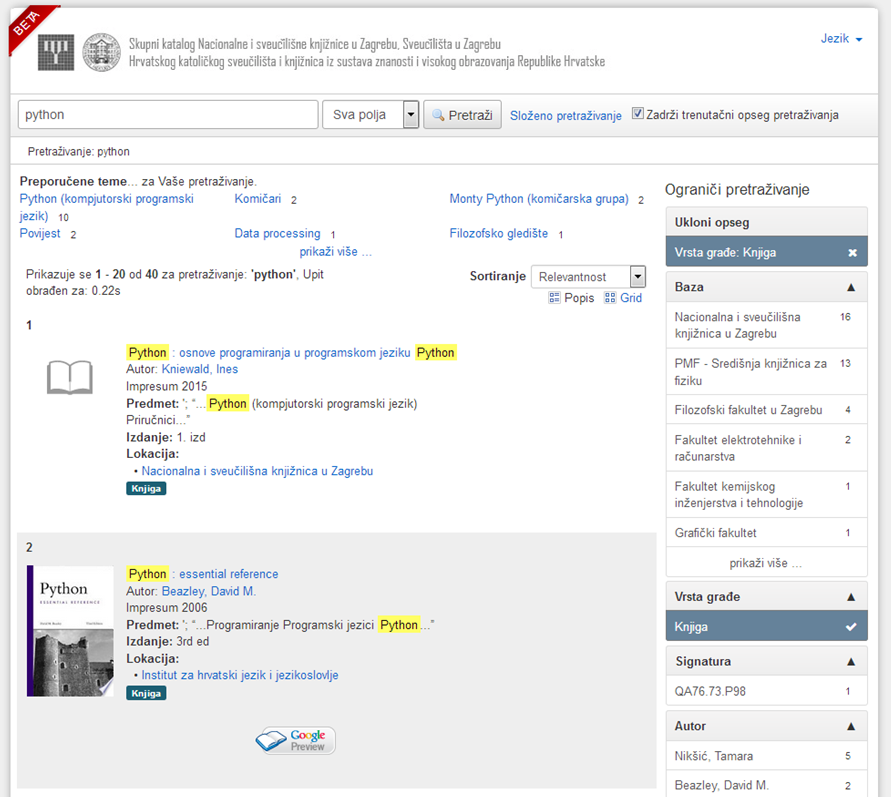 BETA
Skupni katalog Nacionalne i sveučilišne knjižnice u Zagrebu, Sveučilišta u Zagrebu
Hrvatskog katoličkog sveučilišta i knjižnica iz sustava znanosti i visokog obrazovanja Republike Hrvatske
Jezik
python
Sva polja
Pretraži
Složeno pretraživanje
Zadrži trenutačni opseg pretraživanja
Pretraživanje: python
Preporučene teme... za Vaše pretraživanje.
Python (kompjutorski programski jezik) 10
Komičari 2
Monty Python (komičarska grupa) 2
Povijest 2
Data processing 1
Filozofsko gledište 1
prikaži više ...
Prikazuje se 1 - 20 od 40 za pretraživanje: 'python', Upit
obrađen za: 0.22s
Sortiranje
Relevantnost
Popis
Grid
1
Python : osnove programiranja u programskom jeziku Python
Autor: Kniewald, Ines
Impresum 2015
Predmet: '; “...Python (kompjutorski programski jezik)
Priručnici...”
Izdanje: 1. izd
Lokacija:
• Nacionalna i sveučilišna knjižnica u Zagrebu
Knjiga
2
Python
ESSENTIAL REFERENCE
Python : essential reference
Autor: Beazley, David M.
Impresum 2006
Predmet: '; “...Programiranje Programski jezici Python...”
Izdanje: 3rd ed
Lokacija:
• Institut za hrvatski jezik i jezikoslovlje
Knjiga
Google
Preview
Ograniči pretraživanje
Ukloni opseg
Vrsta građe: Knjiga
Baza
Nacionalna i sveučilišna 16
knjižnica u Zagrebu
PMF - Središnja knjižnica za 13
fiziku
Filozofski fakultet u Zagrebu 4
Fakultet elektrotehnike i 2
računarstva
Fakultet kemijskog 1
inženjerstva i tehnologije
Grafički fakultet 1
prikaži više ...
Vrsta građe
Knjiga
Signatura
QA76.73.P98 1
Autor
Nikšić, Tamara 5
Beazley, David M. 2